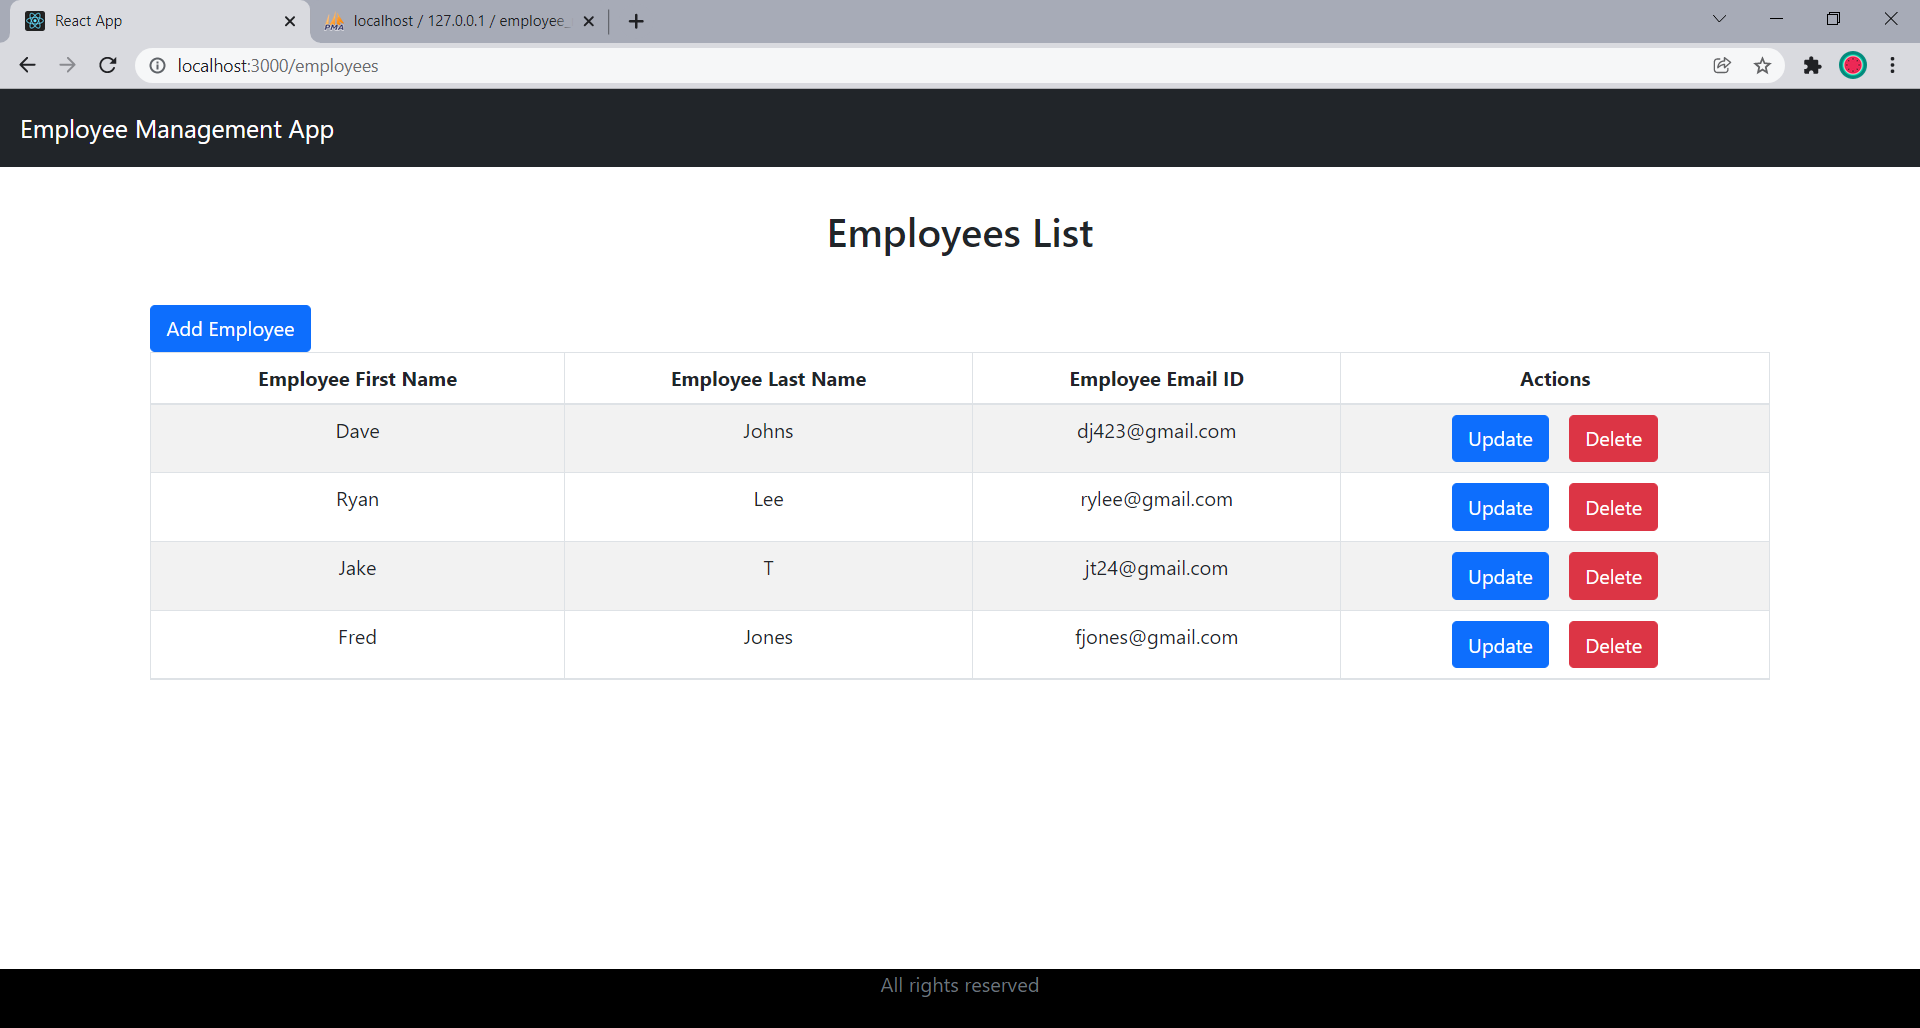 React App
PMA localhost / 127.0.0.1 / employee_
localhost:3000/employees
Employee Management App
Employees List
Add Employee
Employee First Name Employee Last Name Employee Email ID Actions
Dave Johns dj423@gmail.com Update Delete
Ryan Lee rylee@gmail.com Update Delete
Jake T jt24@gmail.com Update Delete
Fred Jones fjones@gmail.com Update Delete
All rights reserved